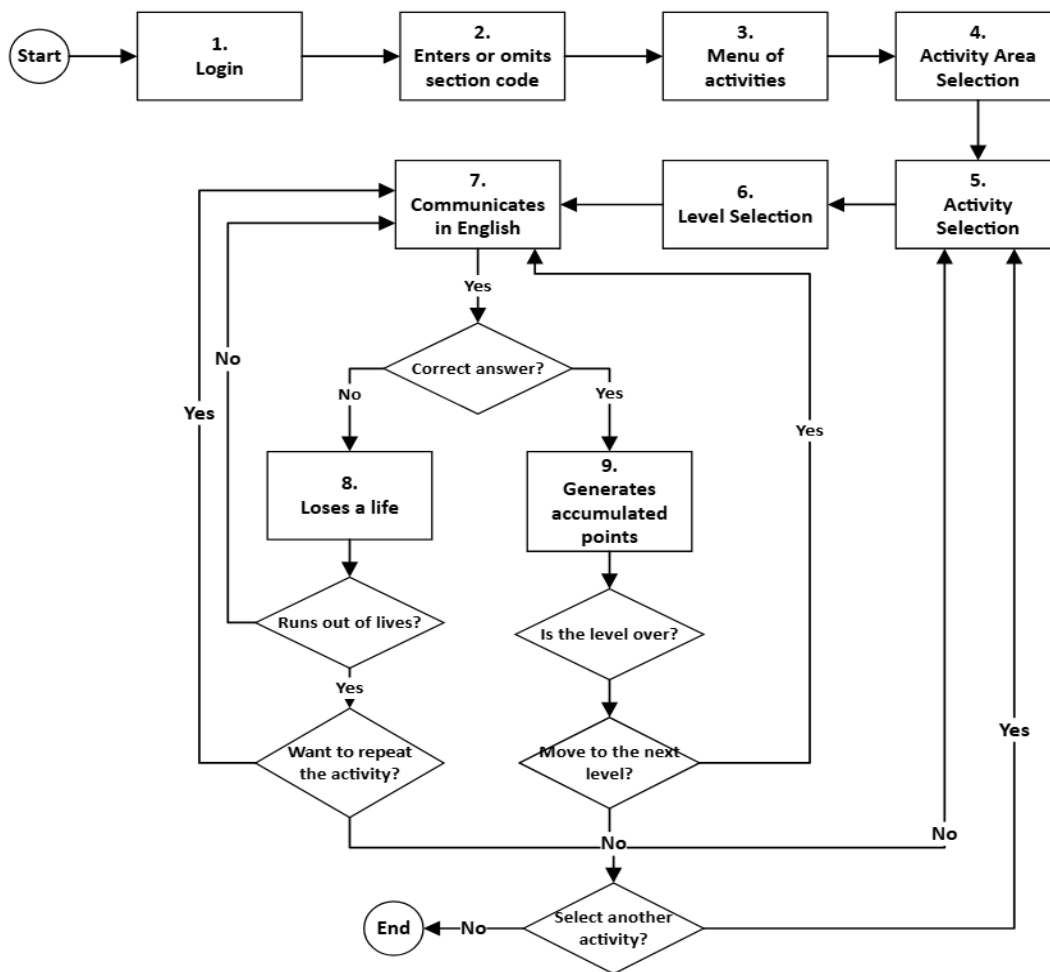 Start
1.
Login
2.
Enters or omits
section code
3.
Menu of
activities
4.
Activity Area
Selection
7.
Communicates
in English
6.
Level Selection
5.
Activity
Selection
Yes
No
Correct answer?
Yes
No
Yes
Yes
8.
Loses a life
9.
Generates
accumulated
points
Runs out of lives?
Is the level over?
Yes
Want to repeat
the activity?
Move to the next
level?
Yes
No
No
End
No
Select another
activity?